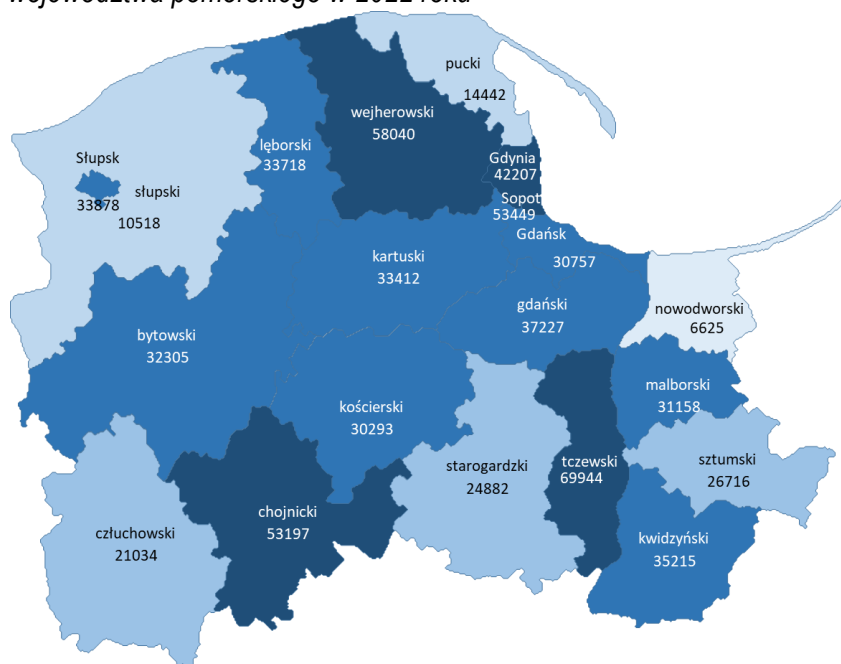 województwa pomorskiego w 2022 roku
pucki
14442
wejherowski
58040
lęborski
33718
Gdynia
42207
Słupsk
33878
słupski
10518
Sopot
53449
Gdańsk
30757
kartuski
33412
gdański
37227
nowodworski
6625
bytowski
32305
malborski
31158
kościerski
30293
starogardzki
24882
tczewski
69944
sztumski
26716
chojnicki
53197
człuchowski
21034
kwidzyński
35215